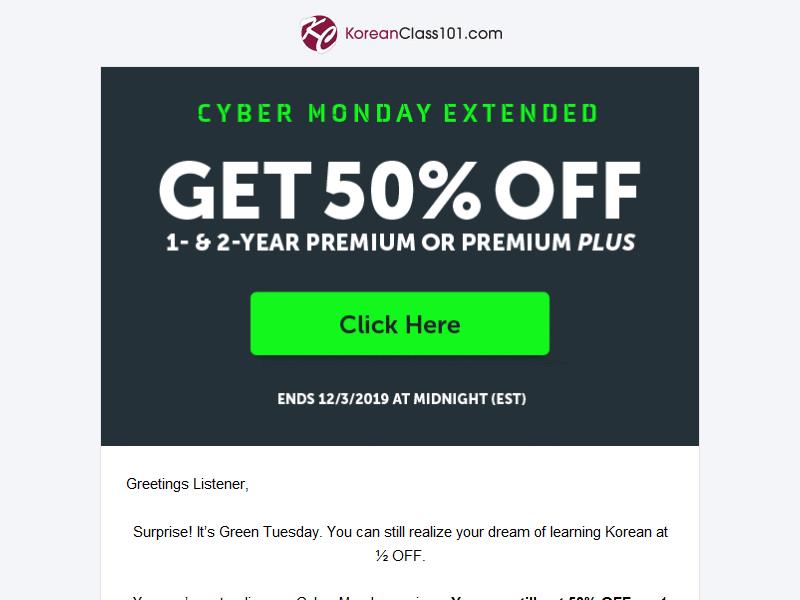 KoreanClass101.com
CYBER MONDAY EXTENDED
GET 50% OFF
1- & 2-YEAR PREMIUM OR PREMIUM PLUS
Click Here
ENDS 12/3/2019 AT MIDNIGHT (EST)
Greetings Listener,
Surprise! It’s Green Tuesday. You can still realize your dream of learning Korean at
½ OFF.